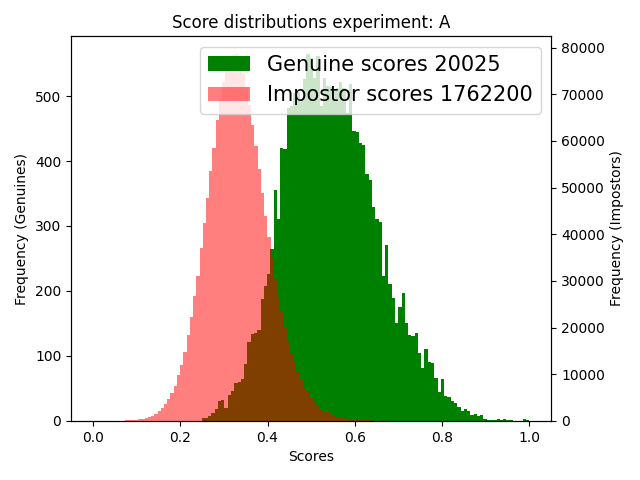 Score distributions experiment: A
Genuine scores 20025
Impostor scores 1762200
Frequency (Genuines)
500
400
300
200
100
0
80000
70000
60000
50000
40000
30000
20000
10000
0
Frequency (Impostors)
0.0 0.2 0.4 0.6 0.8 1.0
Scores